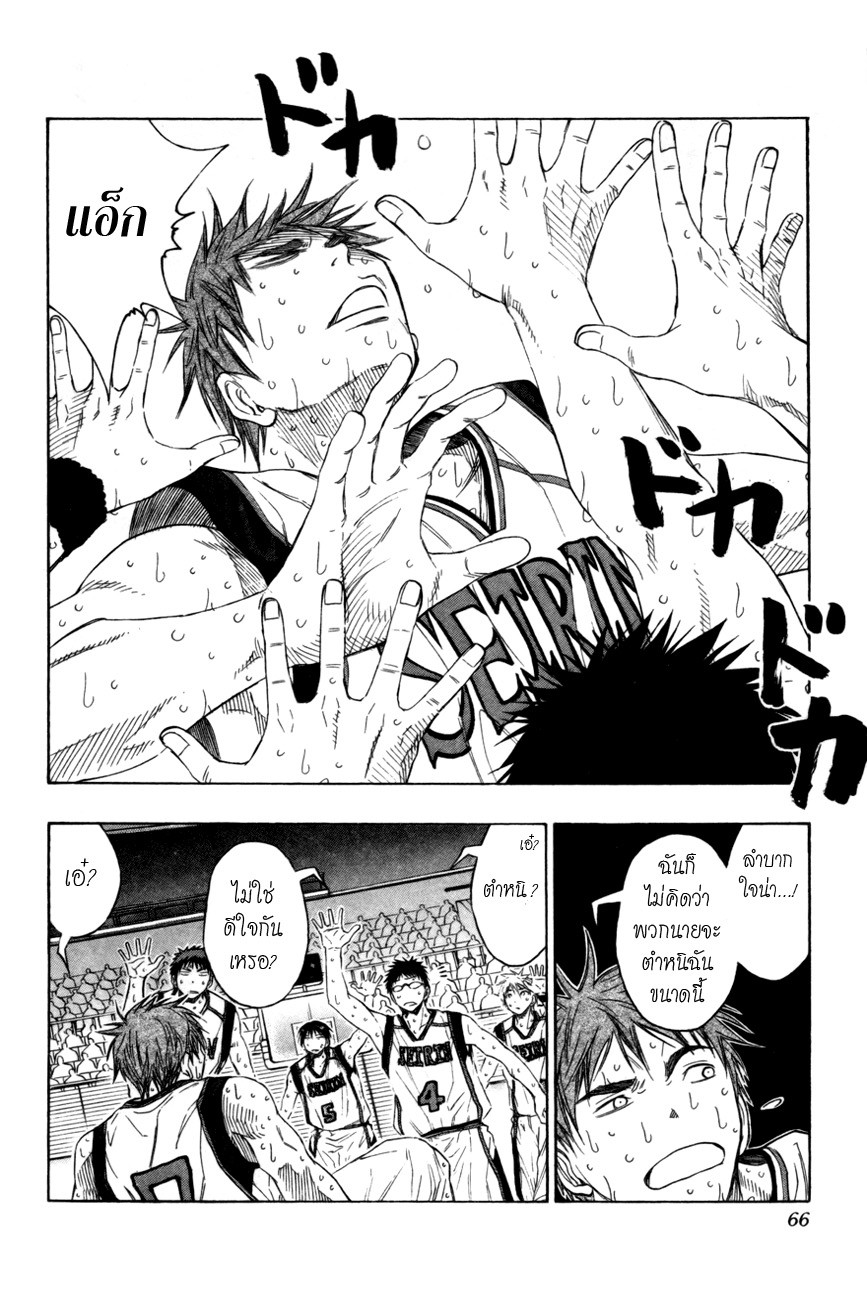 ドカ
แอ็ก
ドカ
SEIRIN
ドカ
ลำบาก
ใจน่า...!
ฉันก็
ไม่คิดว่า
พวกนายจะ
ตำหนิฉัน
ขนาดนี้
เอ๋?
ตำหนิ?
ไม่ใช่
ดีใจกัน
เหรอ?
เอ๋?
SEIRIN
5
SEIRIN
4
SEIRIN
66